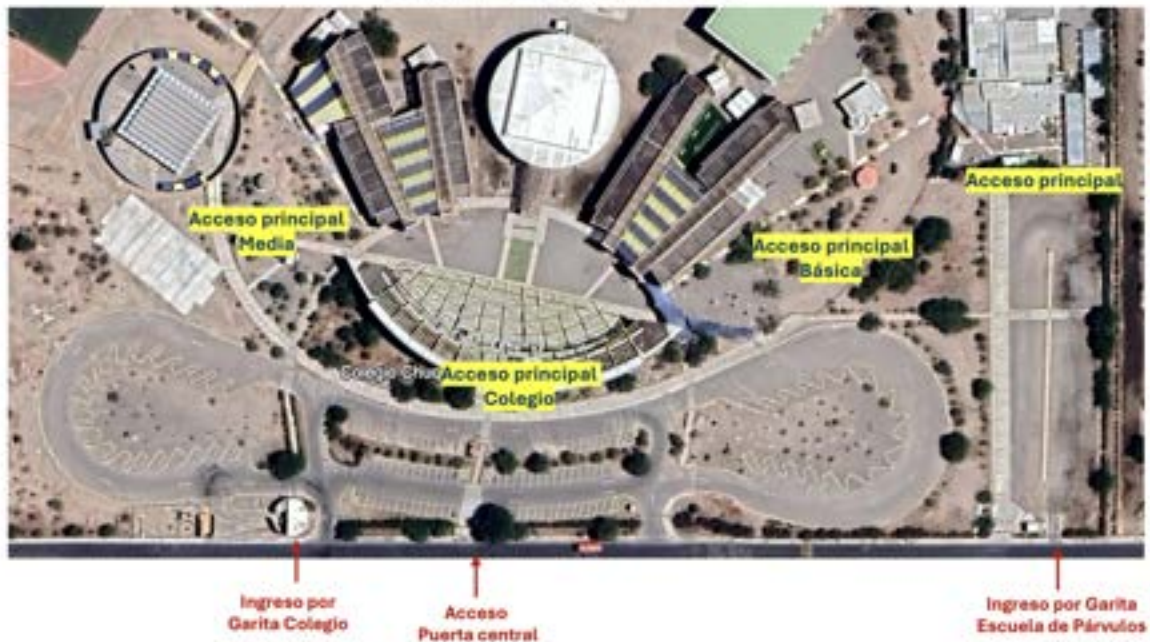 Acceso principal
Acceso principal
Media
Acceso principal
Básica
Colegio
Acceso principal
Colegio
Ingreso por
Garita Colegio
Acceso
Puerta central
Ingreso por Garita
Escuela de Párvulos